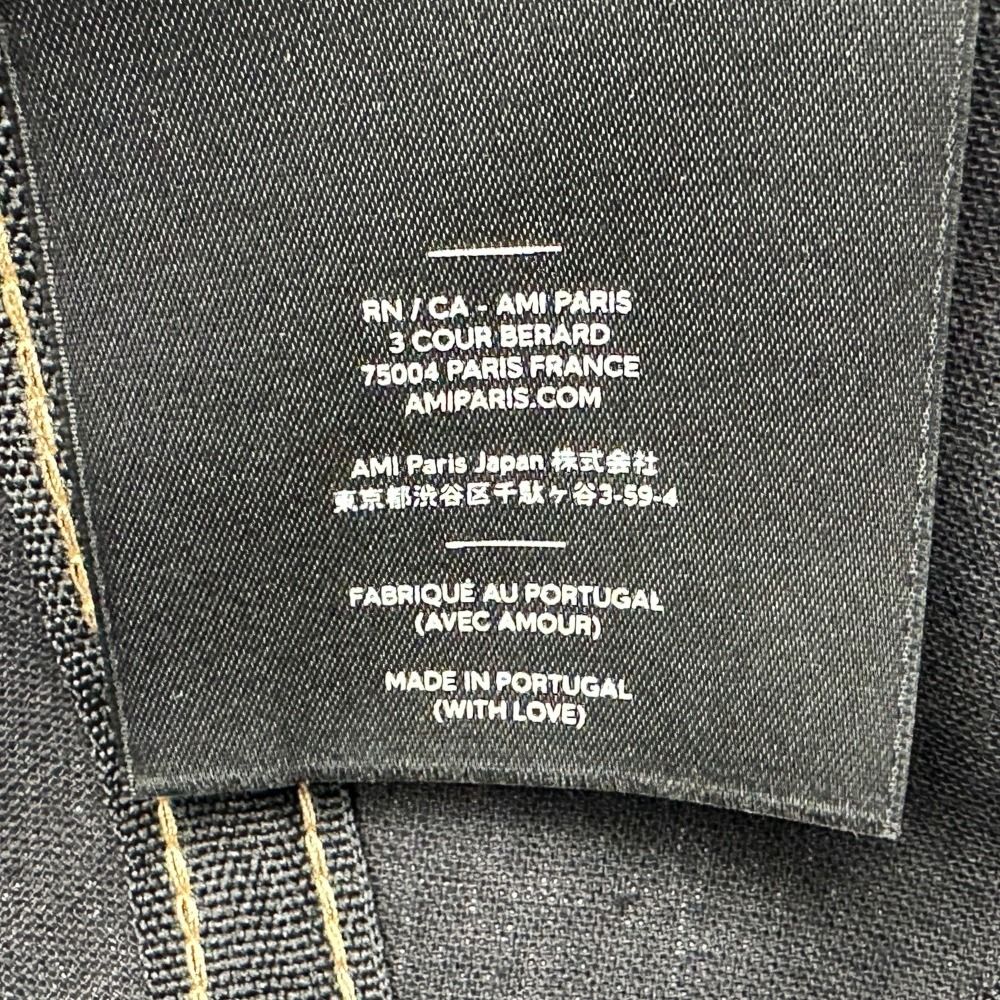 RN / CA - AMI PARIS
3 COUR BERARD
75004 PARIS FRANCE
AMIPARIS.COM
AMI Paris Japan 株式会社
東京都渋谷区千駄ヶ谷3-59-4
FABRIQUÉ AU PORTUGAL
(AVEC AMOUR)
MADE IN PORTUGAL
(WITH LOVE)